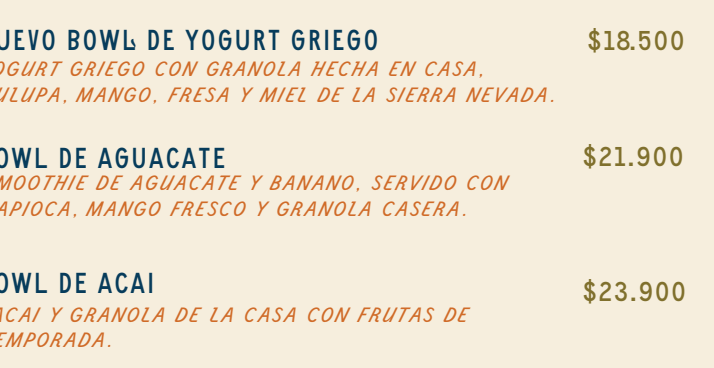 UEVO BOWL DE YOGURT GRIEGO $18.500
OGURT GRIEGO CON GRANOLA HECHA EN CASA,
ULUPA, MANGO, FRESA Y MIEL DE LA SIERRA NEVADA.
OWL DE AGUACATE $21.900
MOOTHIE DE AGUACATE Y BANANO, SERVIDO CON
APIOCA, MANGO FRESCO Y GRANOLA CASERA.
OWL DE ACAI $23.900
ACAI Y GRANOLA DE LA CASA CON FRUTAS DE
EMPORADA.